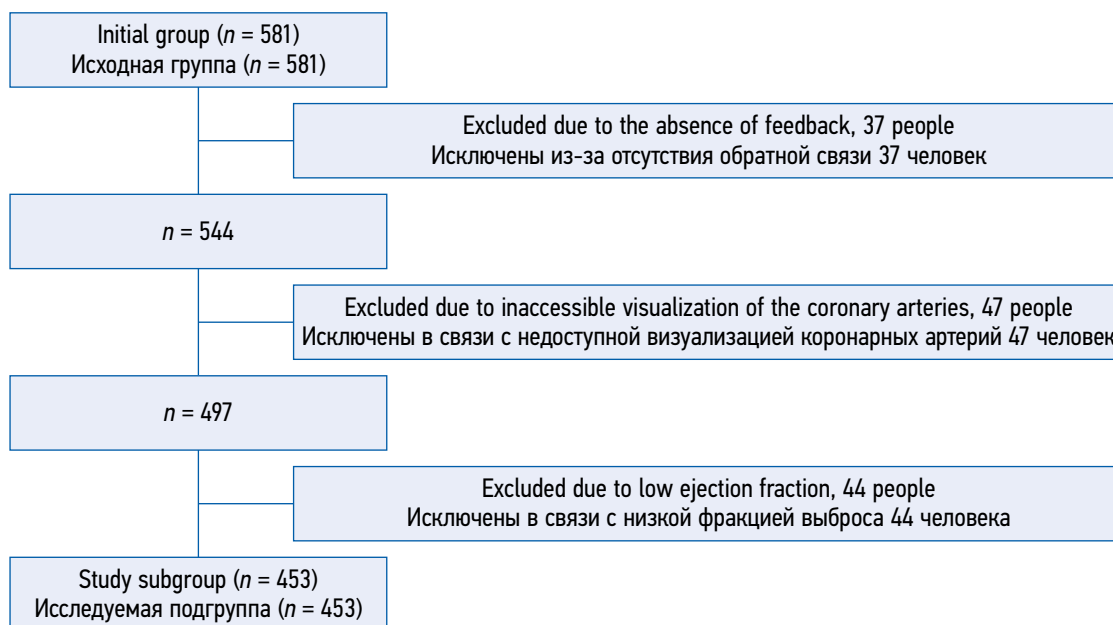 Initial group (n = 581)
Исходная группа (n = 581)
Excluded due to the absence of feedback, 37 people
Исключены из-за отсутствия обратной связи 37 человек
n = 544
Excluded due to inaccessible visualization of the coronary arteries, 47 people
Исключены в связи с недоступной визуализацией коронарных артерий 47 человек
n = 497
Excluded due to low ejection fraction, 44 people
Исключены в связи с низкой фракцией выброса 44 человека
Study subgroup (n = 453)
Исследуемая подгруппа (n = 453)